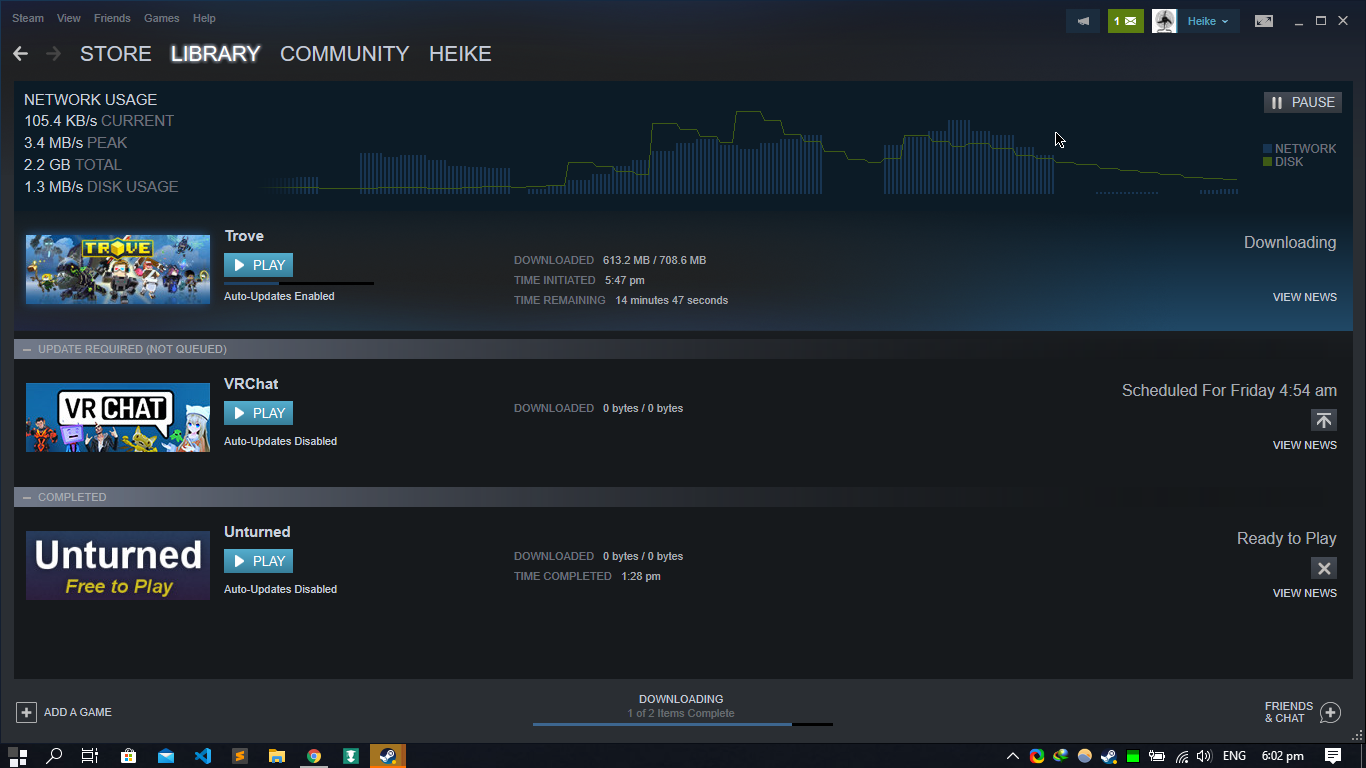 Steam View Friends Games Help
1
Heike
STORE LIBRARY COMMUNITY HEIKE
NETWORK USAGE
105.4 KB/s CURRENT
3.4 MB/s PEAK
2.2 GB TOTAL
1.3 MB/s DISK USAGE
PAUSE
NETWORK
DISK
TROVE
Trove
PLAY
Auto-Updates Enabled
DOWNLOADED 613.2 MB / 708.6 MB
TIME INITIATED 5:47 pm
TIME REMAINING 14 minutes 47 seconds
Downloading
VIEW NEWS
UPDATE REQUIRED (NOT QUEUED)
VR CHAT
VRChat
PLAY
Auto-Updates Disabled
DOWNLOADED 0 bytes / 0 bytes
Scheduled For Friday 4:54 am
VIEW NEWS
COMPLETED
Unturned
Free to Play
Unturned
PLAY
Auto-Updates Disabled
DOWNLOADED 0 bytes / 0 bytes
TIME COMPLETED 1:28 pm
Ready to Play
VIEW NEWS
ADD A GAME
DOWNLOADING
1 of 2 Items Complete
FRIENDS
& CHAT
ENG 6:02 pm